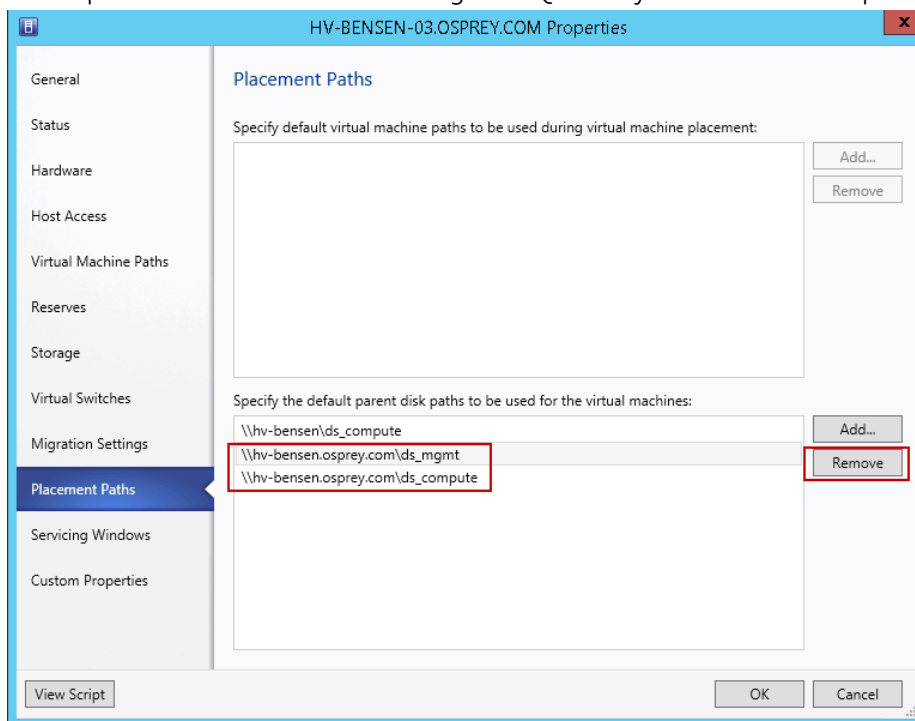 HV-BENSEN-03.OSPREY.COM Properties
x
General
Status
Hardware
Host Access
Virtual Machine Paths
Reserves
Storage
Virtual Switches
Migration Settings
Placement Paths
Servicing Windows
Custom Properties
Placement Paths
Specify default virtual machine paths to be used during virtual machine placement:
Add...
Remove
Specify the default parent disk paths to be used for the virtual machines:
\\hv-bensen\ds_compute
\\hv-bensen.osprey.com\ds_mgmt
\\hv-bensen.osprey.com\ds_compute
Add...
Remove
View Script
OK
Cancel